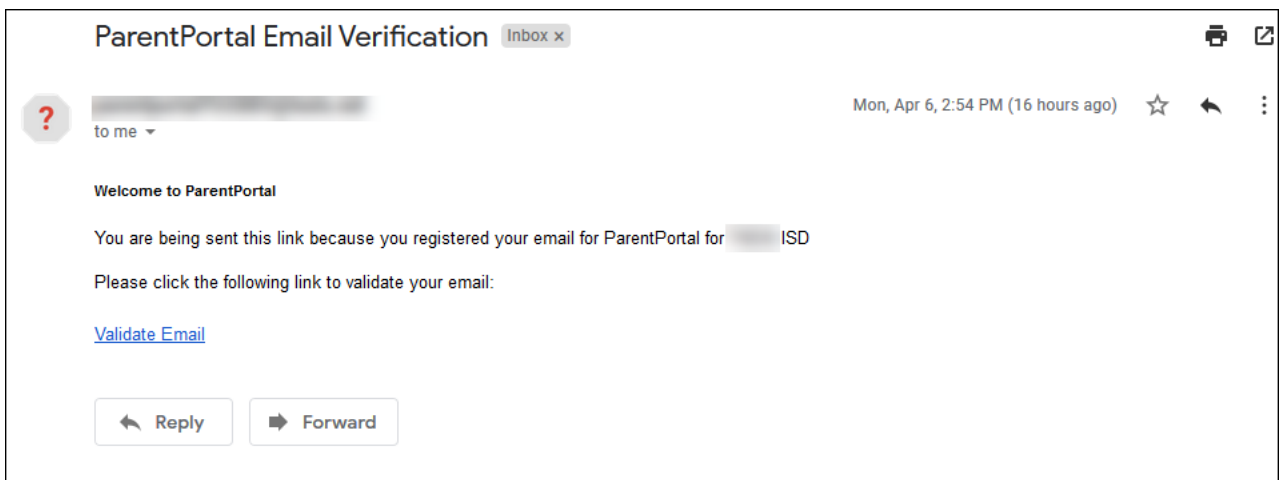 ParentPortal Email Verification Inbox x
?
Mon, Apr 6, 2:54 PM (16 hours ago)
to me
Welcome to ParentPortal
You are being sent this link because you registered your email for ParentPortal for ISD
Please click the following link to validate your email:
Validate Email
Reply Forward